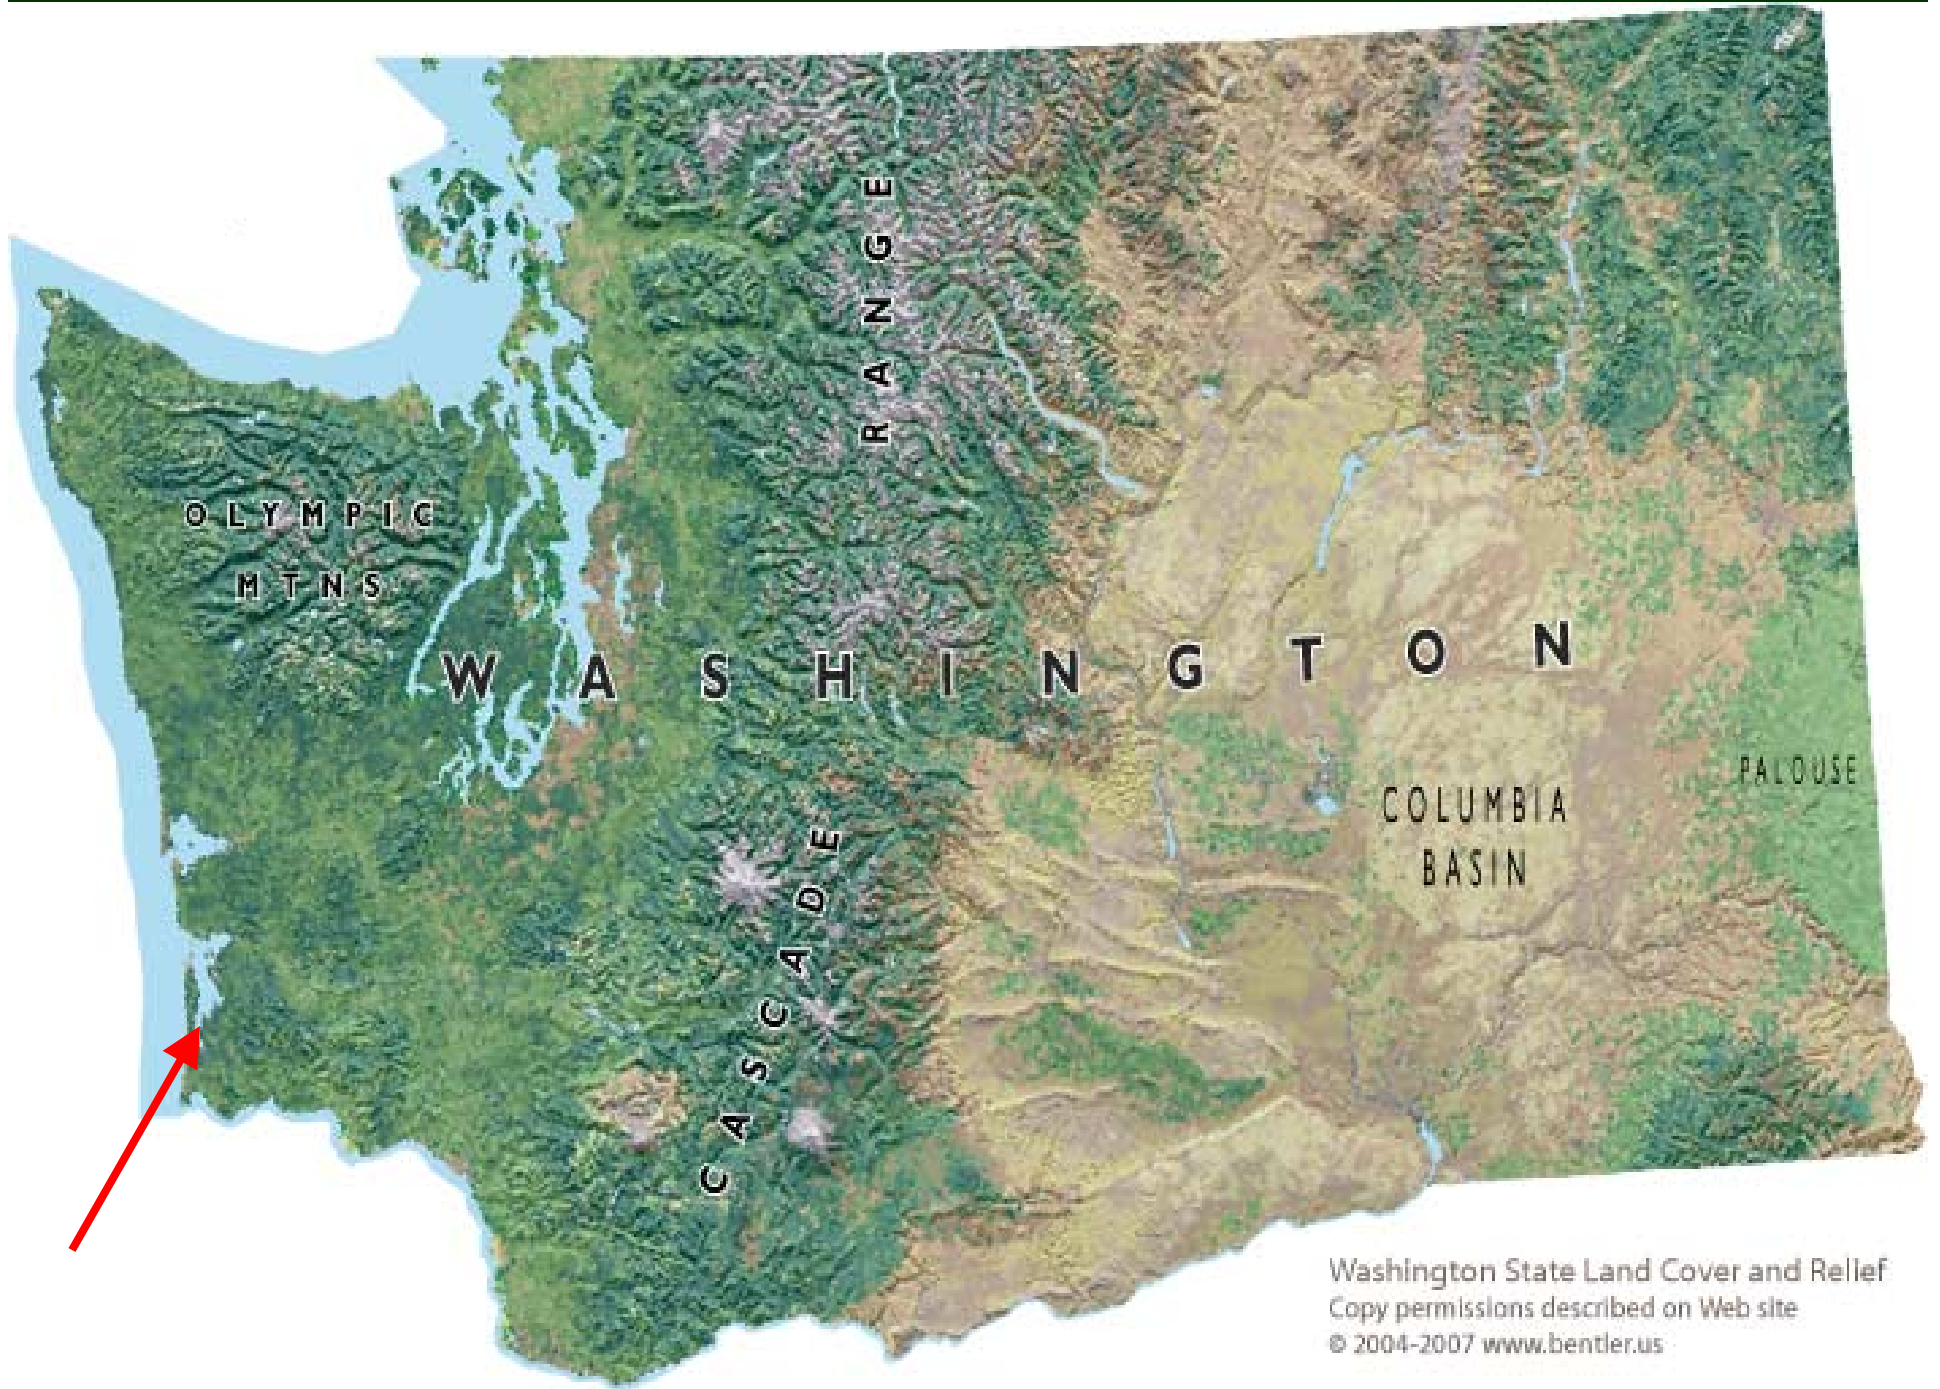 RANGE
OLYMPIC
MTNS
WASHINGTON
PALOUSE
COLUMBIA
BASIN
CASCADE
Washington State Land Cover and Relief
Copy permissions described on Web site
© 2004-2007 www.bentler.us